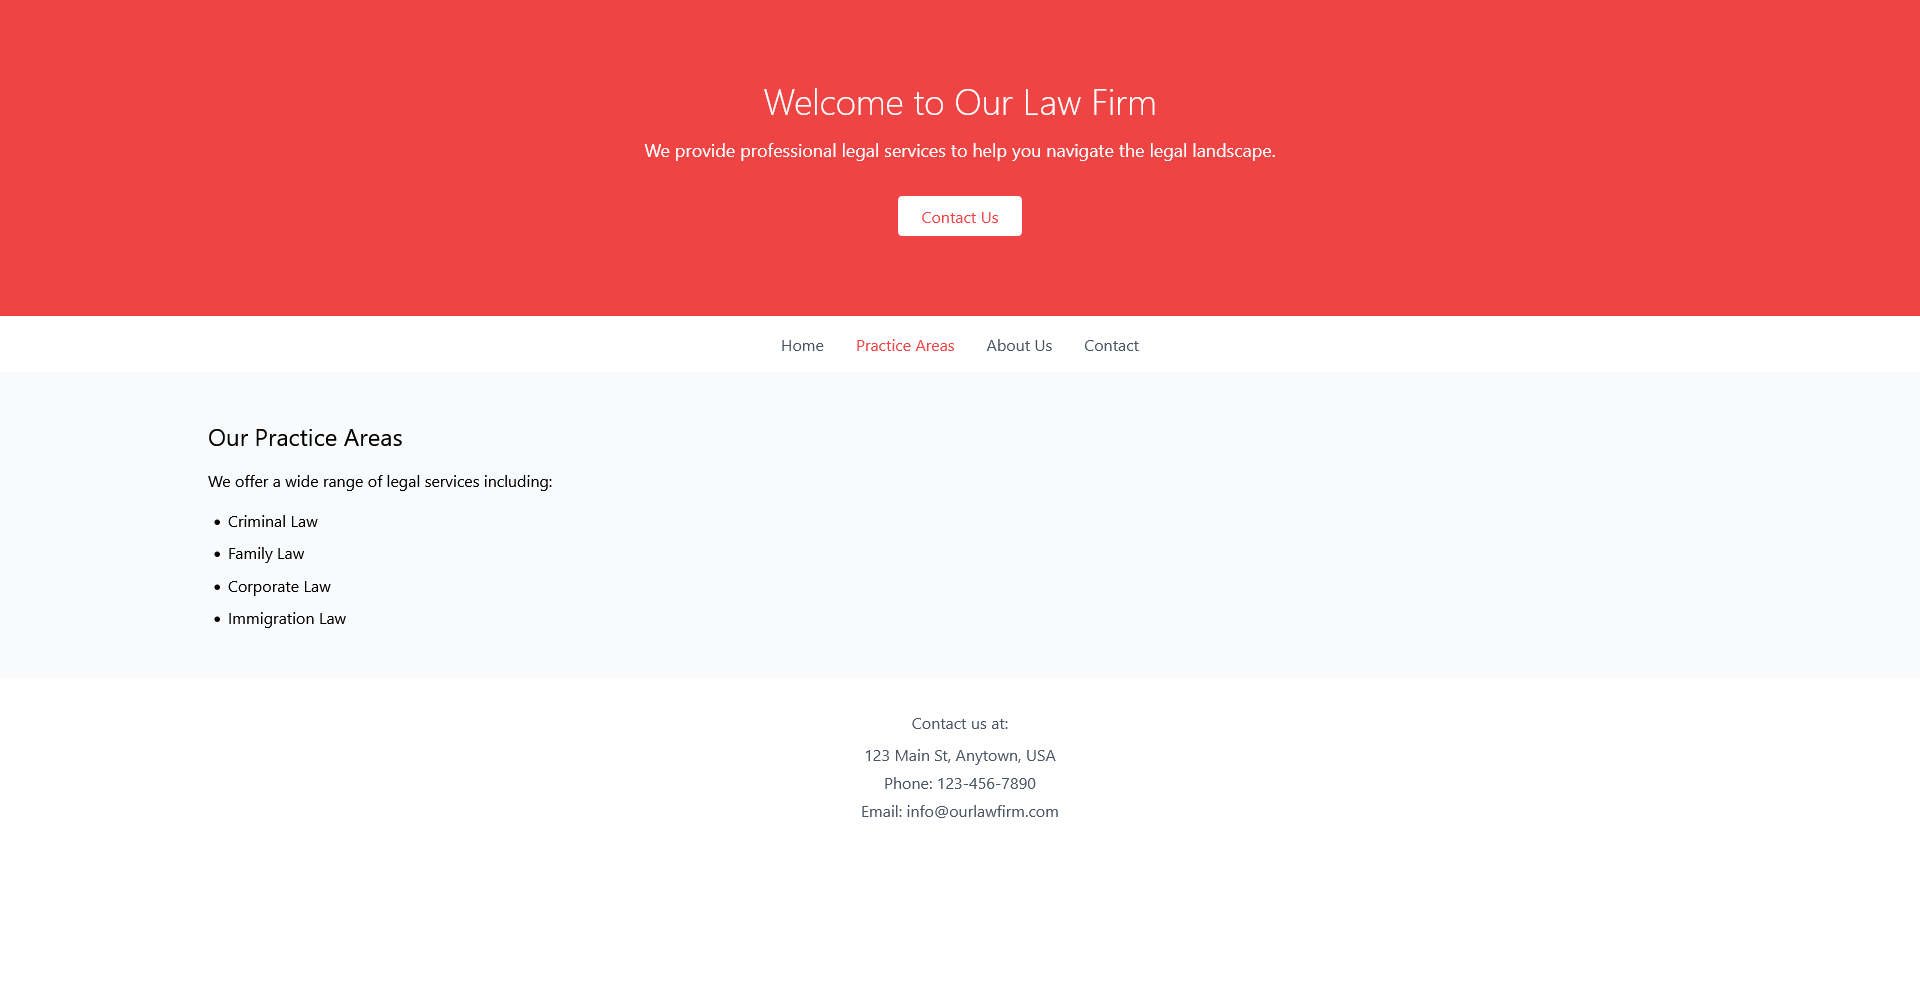 Welcome to Our Law Firm
We provide professional legal services to help you navigate the legal landscape.
Contact Us
Home Practice Areas About Us Contact
Our Practice Areas
We offer a wide range of legal services including:
• Criminal Law
• Family Law
• Corporate Law
• Immigration Law
Contact us at:
123 Main St, Anytown, USA
Phone: 123-456-7890
Email: info@ourlawfirm.com